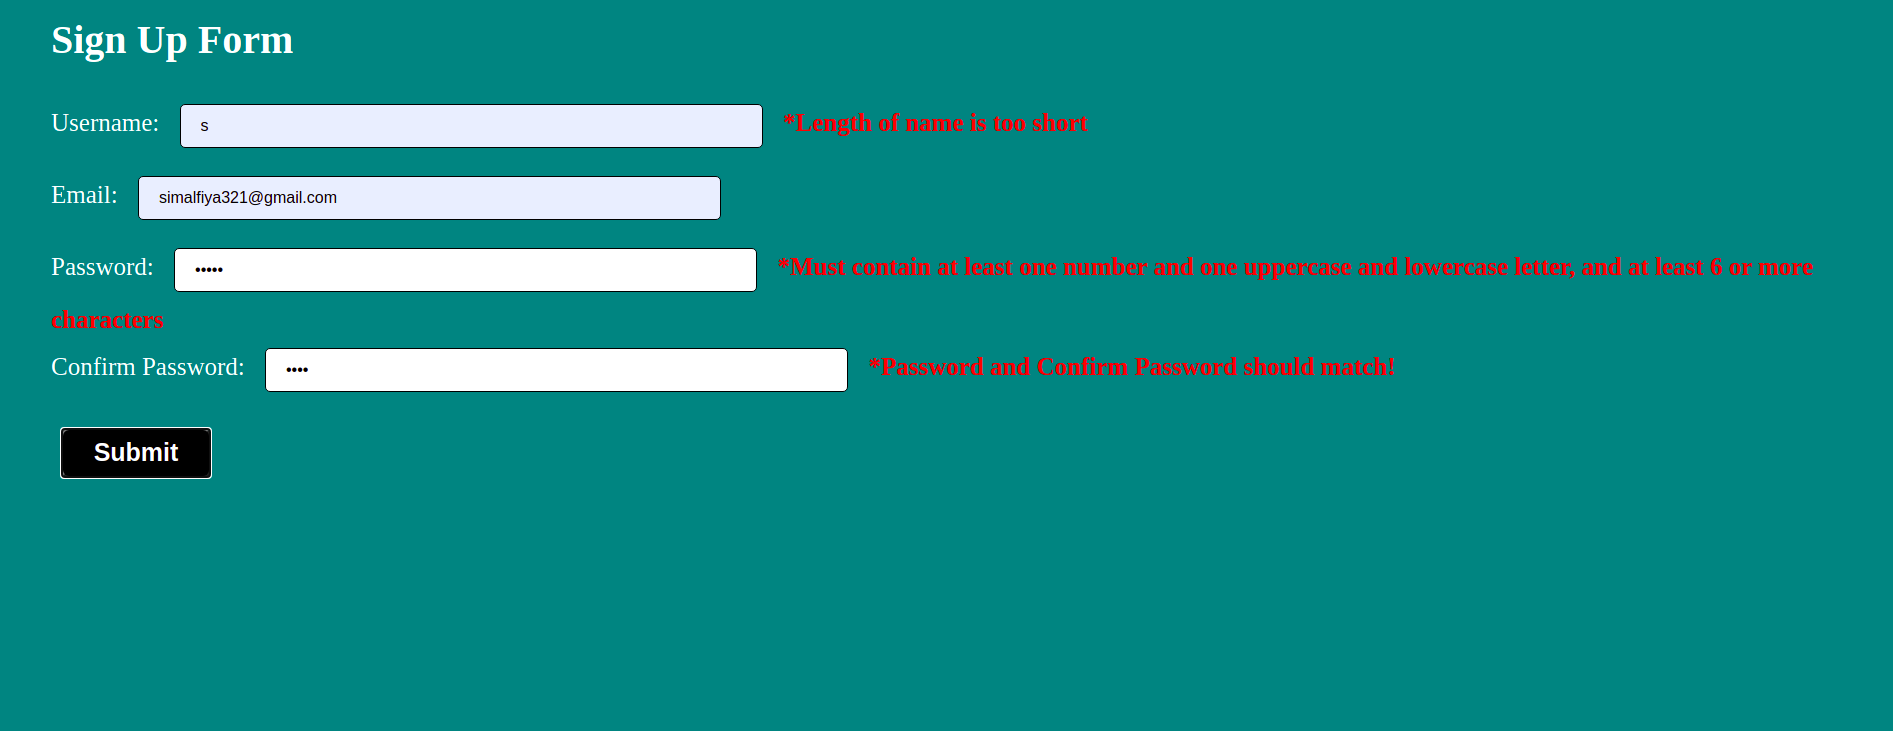 Sign Up Form
Username: s *Length of name is too short
Email: simalfiya321@gmail.com
Password: ••••• *Must contain at least one number and one uppercase and lowercase letter, and at least 6 or more
characters
Confirm Password: •••• *Password and Confirm Password should match!
Submit